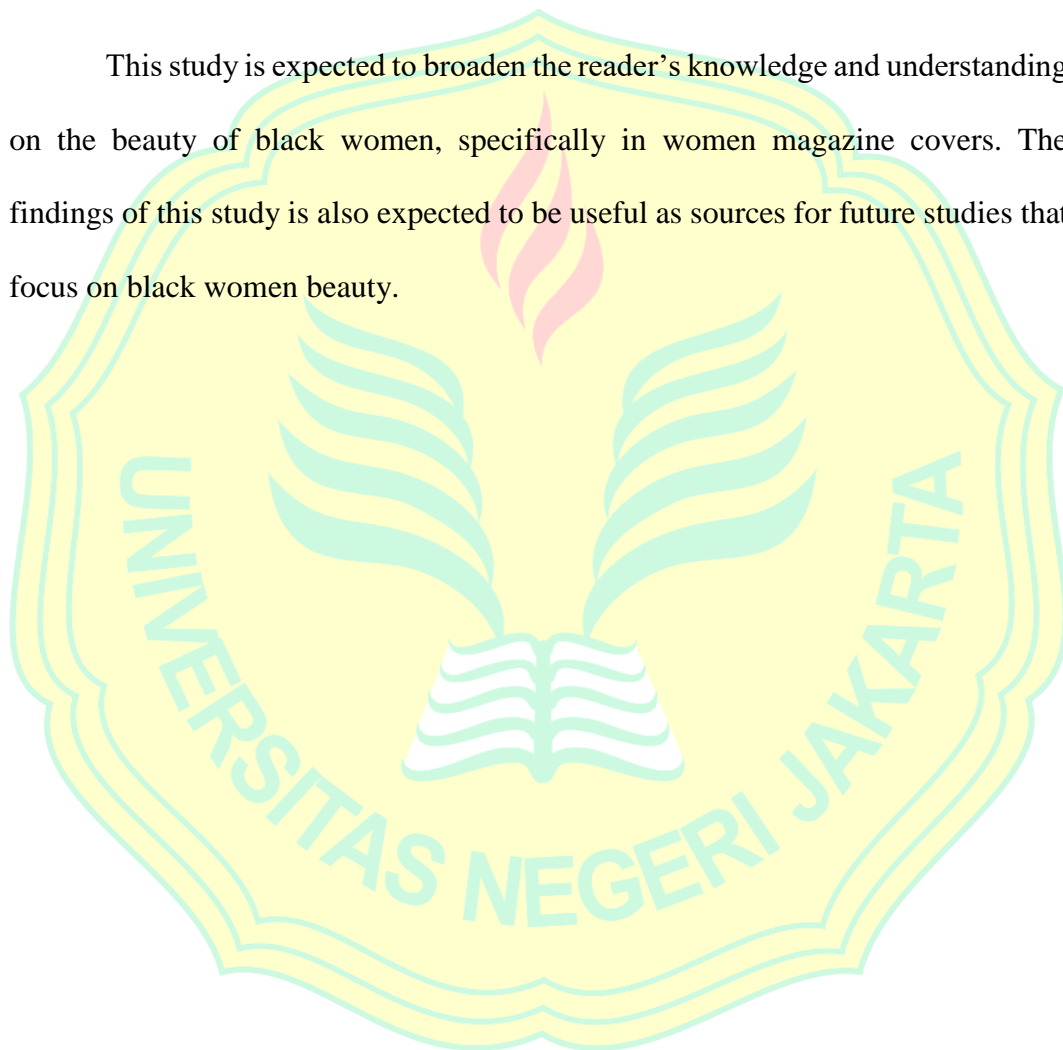 This study is expected to broaden the reader’s knowledge and understanding
on the beauty of black women, specifically in women magazine covers. The
findings of this study is also expected to be useful as sources for future studies that
focus on black women beauty.
UNIVERSITAS NEGERI JAKARTA